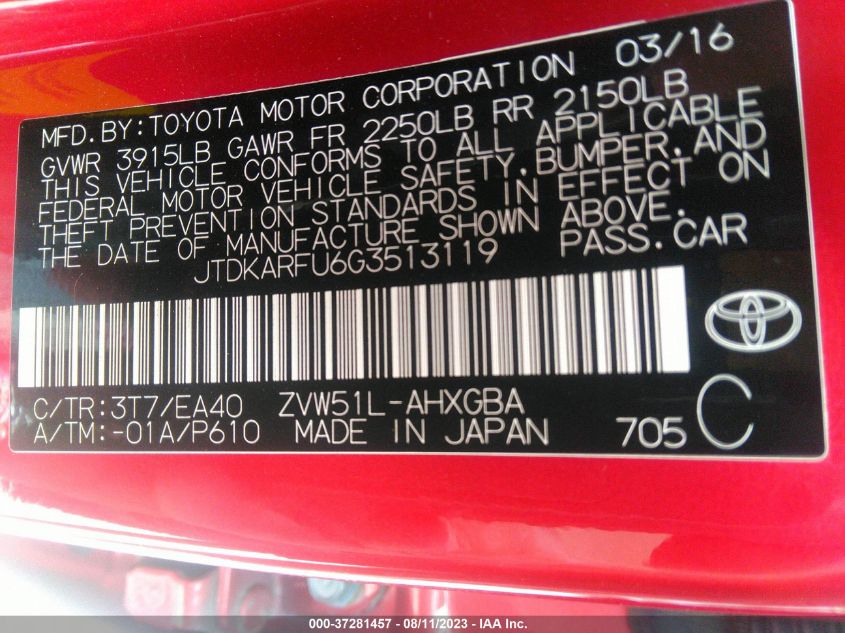 MFD.BY:TOYOTA MOTOR CORPORATION 03/16
GVWR 3915LB GAWR FR 2250LB RR 2150LB
THIS VEHICLE CONFORMS TO ALL APPLICABLE
FEDERAL MOTOR VEHICLE SAFETY,BUMPER,AND
THEFT PREVENTION STANDARDS IN EFFECT ON
THE DATE OF MANUFACTURE SHOWN ABOVE.
JTDKARFU6G3513119 PASS.CAR
C/TR:3T7/EA40 ZVW51L-AHXGBA
A/TM:-01A/P610 MADE IN JAPAN 705 C
000-37281457 - 08/11/2023 - IAA Inc.